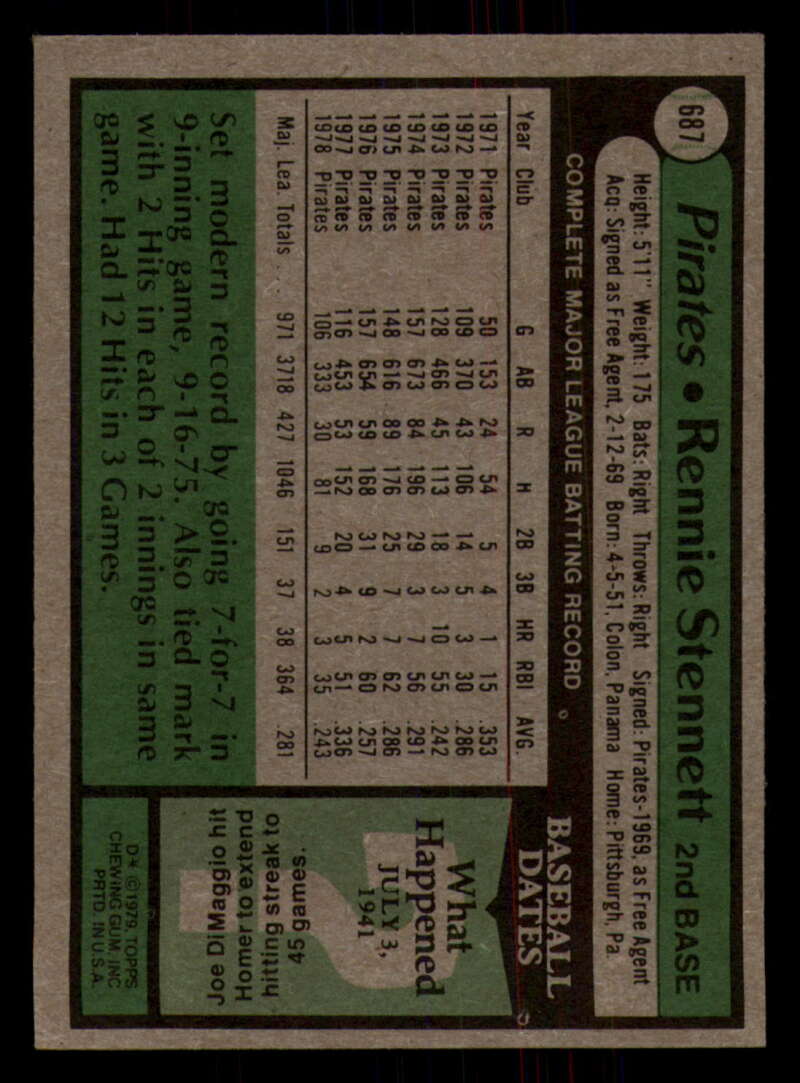 687
Pirates • Rennie Stennett 2nd BASE
Height: 5'11" Weight: 175 Bats: Right Throws: Right Signed: Pirates-1969, as Free Agent
Acq: Signed as Free Agent, 2-12-69 Born: 4-5-51, Colon, Panama Home: Pittsburgh, Pa.
COMPLETE MAJOR LEAGUE BATTING RECORD
Year Club G AB R H 2B 3B HR RBI AVG.
1971 Pirates 50 153 24 54 5 4 1 15 .353
1972 Pirates 109 370 43 106 14 5 3 30 .286
1973 Pirates 128 466 45 113 18 3 10 55 .242
1974 Pirates 157 673 84 196 29 3 7 56 .291
1975 Pirates 148 616 89 176 25 7 7 62 .286
1976 Pirates 157 654 59 168 31 9 2 60 .257
1977 Pirates 116 453 53 152 20 4 5 51 .336
1978 Pirates 106 333 30 81 9 2 3 35 .243
Maj. Lea Totals . . . 971 3718 427 1046 151 37 38 364 .281
Set modern record by going 7-for-7 in
9-inning game, 9-16-75. Also tied mark
with 2 Hits in each of 2 innings in same
game. Had 12 Hits in 3 Games.
BASEBALL
DATES
What
Happened
JULY 3,
1941
Joe DiMaggio hit
Homer to extend
hitting streak to
45 games.
D* © 1979, TOPPS
CHEWING GUM, INC
PRTD. IN U.S.A.